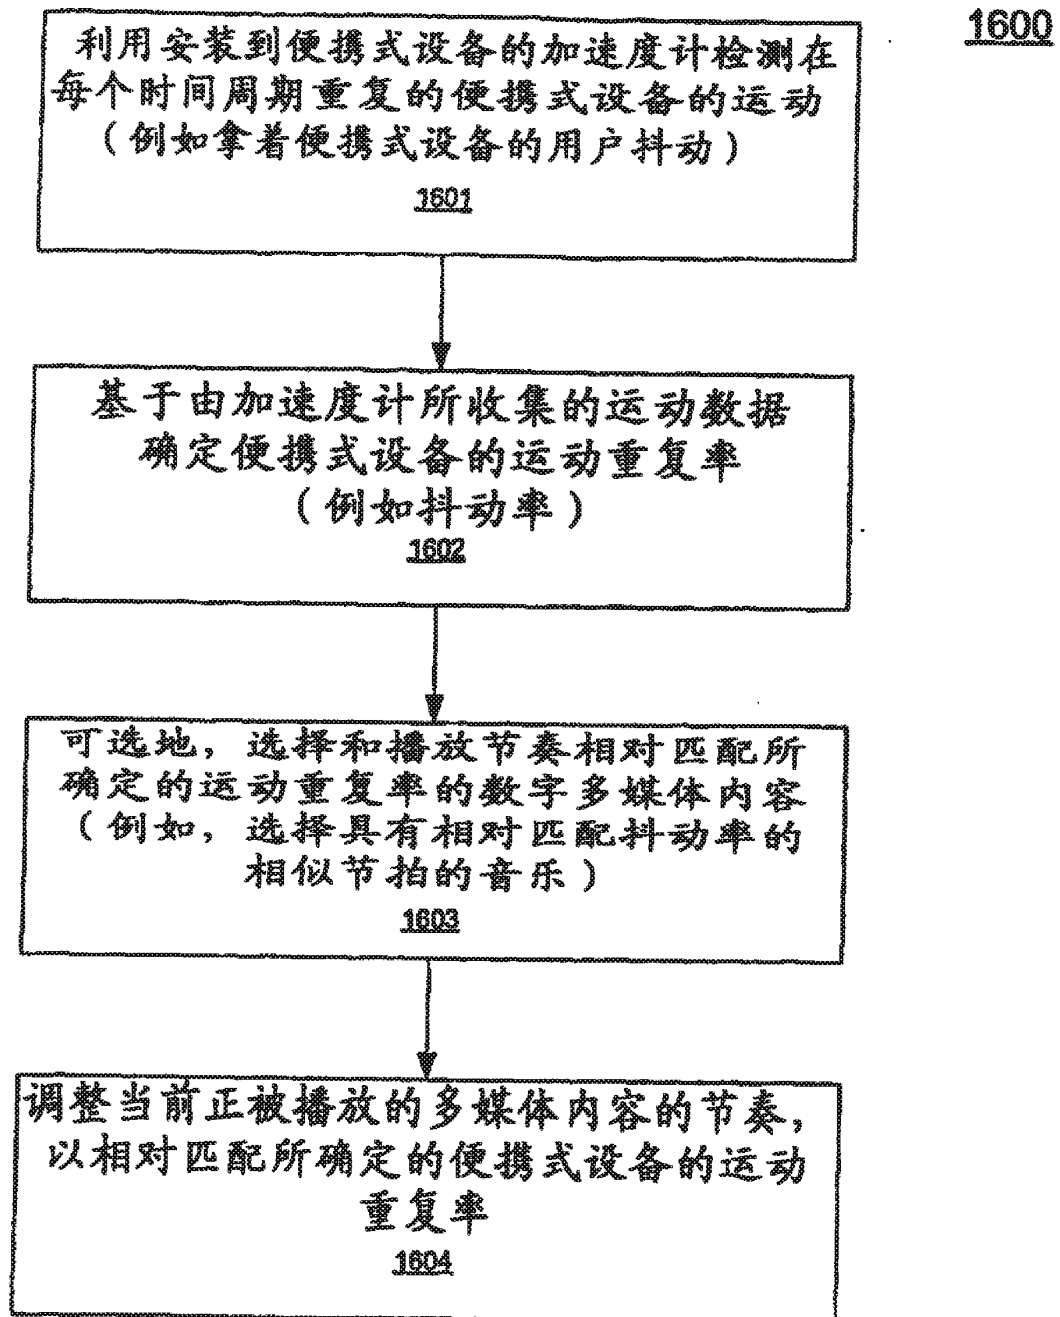 1600
利用安装到便携式设备的加速度计检测在
每个时间周期重复的便携式设备的运动
（例如拿着便携式设备的用户抖动）
1601
基于由加速度计所收集的运动数据
确定便携式设备的运动重复率
（例如抖动率）
1602
可选地，选择和播放节奏相对匹配所
确定的运动重复率的数字多媒体内容
（例如，选择具有相对匹配抖动率的
相似节拍的音乐）
1603
调整当前正被播放的多媒体内容的节奏，
以相对匹配所确定的便携式设备的运动
重复率
1604